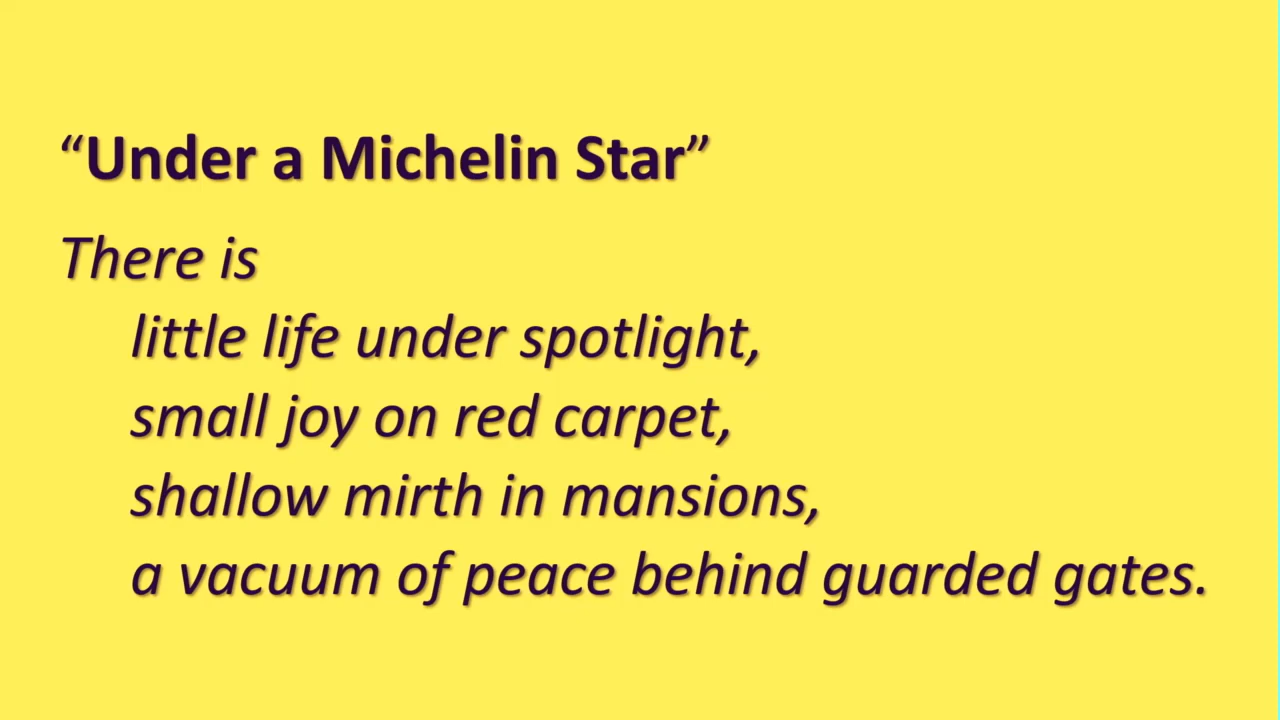 “Under a Michelin Star”
There is
little life under spotlight,
small joy on red carpet,
shallow mirth in mansions,
a vacuum of peace behind guarded gates.